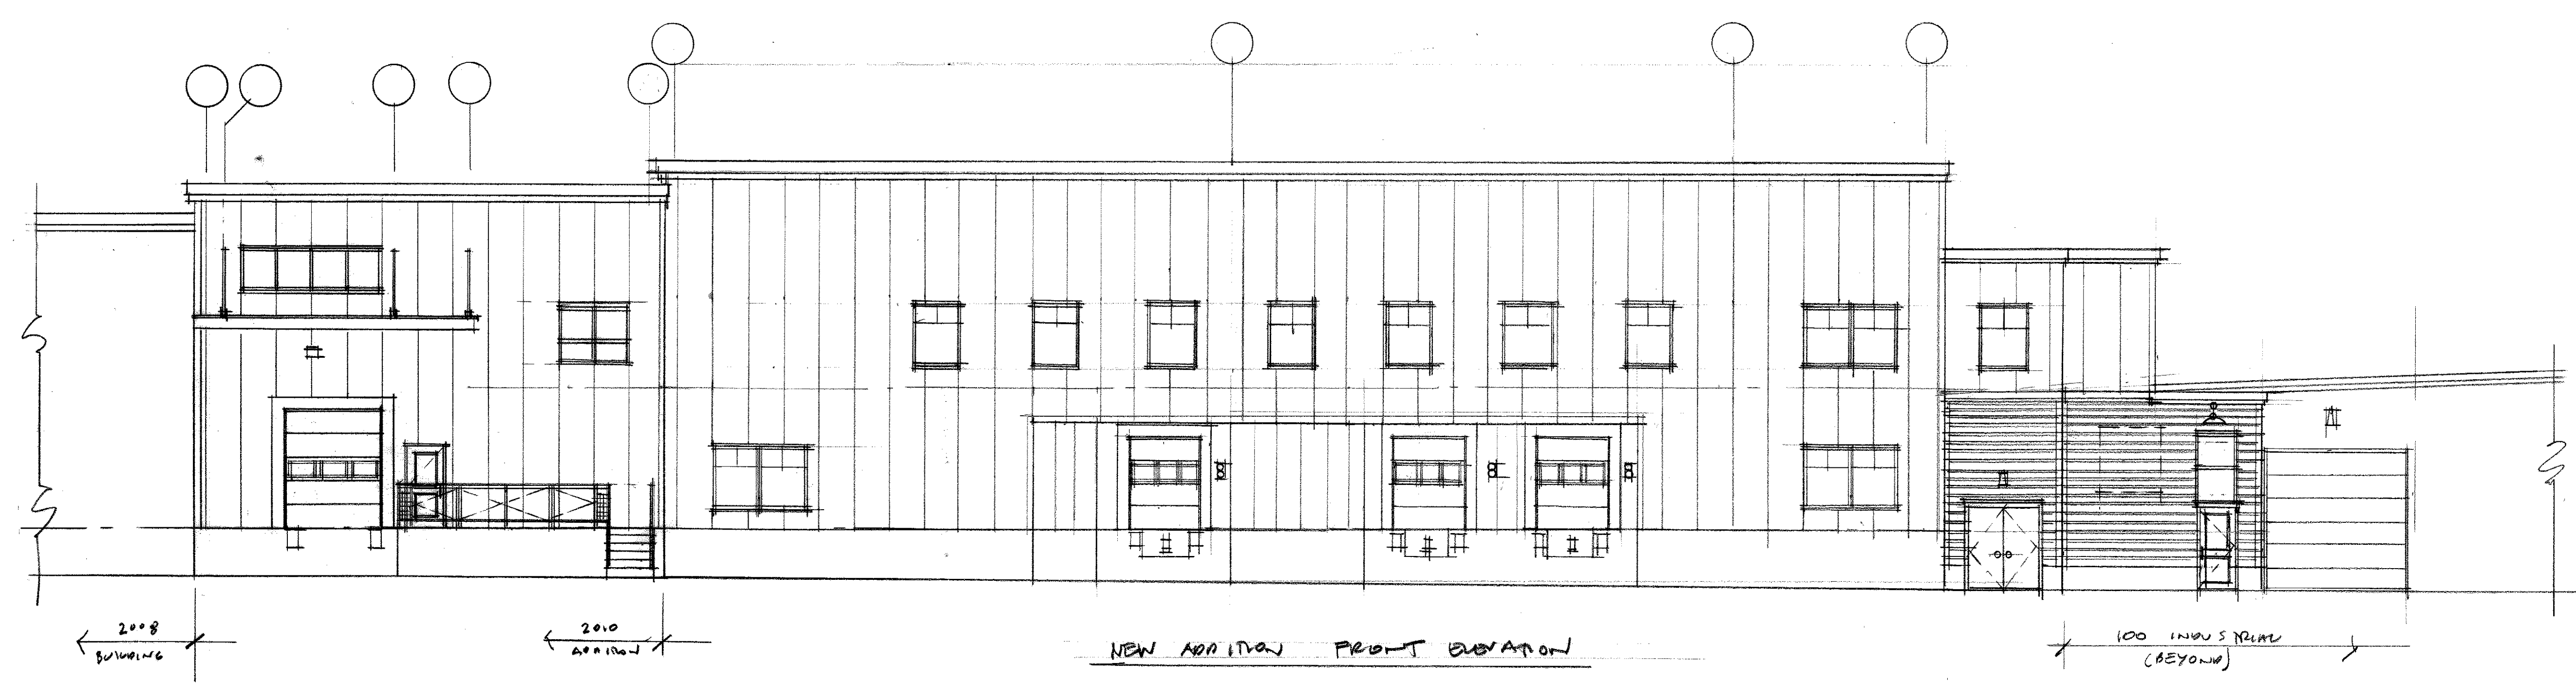 2008
BUILDING
2010
ADDITION
NEW ADDITION FRONT ELEVATION
100 INDUSTRIAL
(BEYOND)